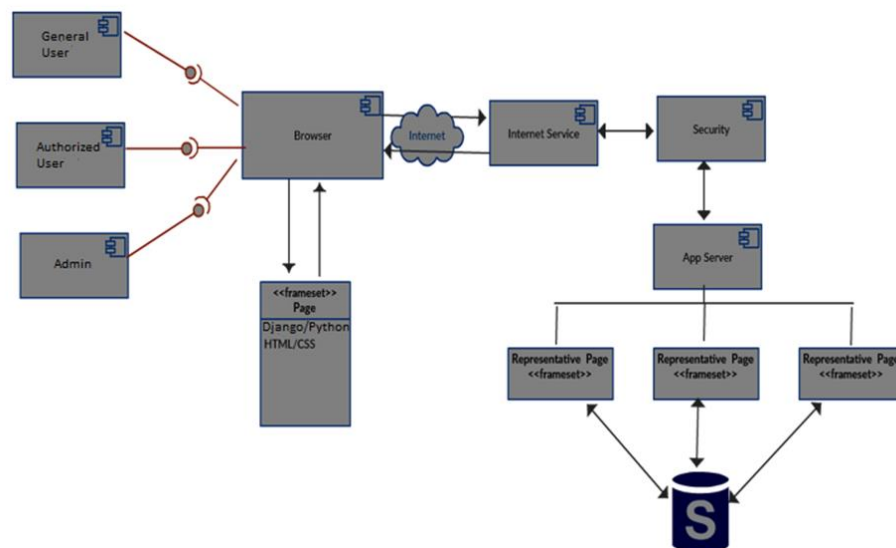 General
User
Authorized
User
Admin
Browser
Internet
Internet Service
Security
App Server
<<frameset>>
Page
Django/Python
HTML/CSS
Representative Page
<<frameset>>
Representative Page
<<frameset>>
Representative Page
<<frameset>>
S